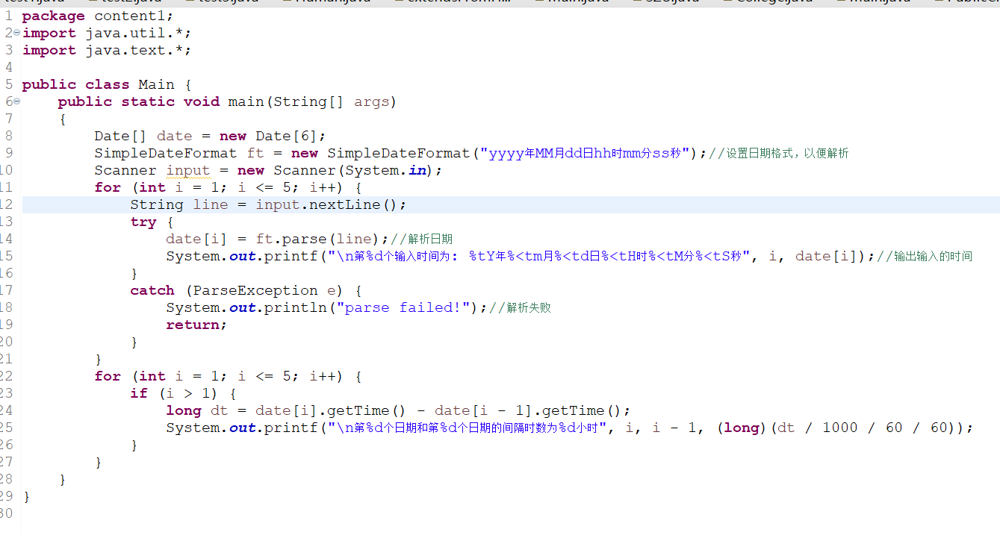 package content1;
import java.util.*;
import java.text.*;

public class Main {
    public static void main(String[] args)
    {
        Date[] date = new Date[6];
        SimpleDateFormat ft = new SimpleDateFormat("yyyy年MM月dd日hh时mm分ss秒");//设置日期格式，以便解析
        Scanner input = new Scanner(System.in);
        for (int i = 1; i <= 5; i++) {
            String line = input.nextLine();
            try {
                date[i] = ft.parse(line);//解析日期
                System.out.printf("\n第%d个输入时间为: %tY年%<tm月%<td日%<tH时%<tM分%<tS秒", i, date[i]);//输出输入的时间
            }
            catch (ParseException e) {
                System.out.println("parse failed!");//解析失败
                return;
            }
        }
        for (int i = 1; i <= 5; i++) {
            if (i > 1) {
                long dt = date[i].getTime() - date[i - 1].getTime();
                System.out.printf("\n第%d个日期和第%d个日期的间隔时数为%d小时", i, i - 1, (long)(dt / 1000 / 60 / 60));
            }
        }
    }
}